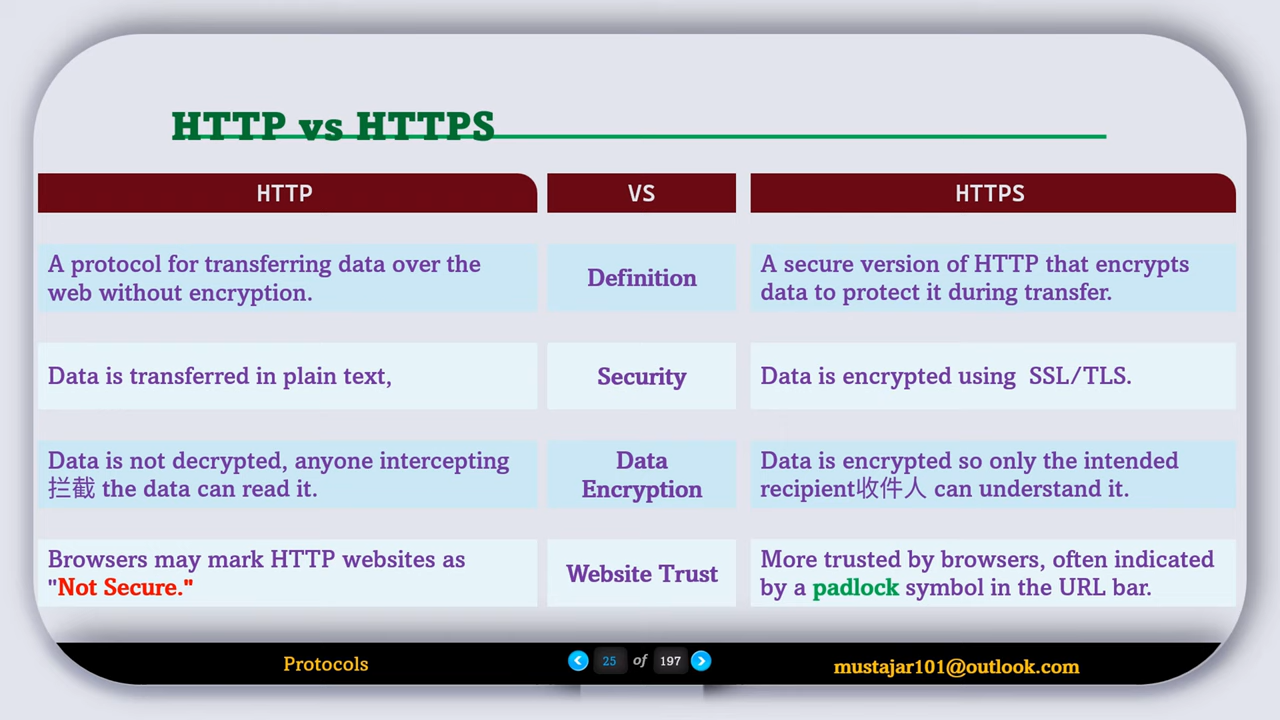 HTTP vs HTTPS
HTTP
VS
HTTPS
A protocol for transferring data over the
web without encryption.
Definition
A secure version of HTTP that encrypts
data to protect it during transfer.
Data is transferred in plain text,
Security
Data is encrypted using SSL/TLS.
Data is not decrypted, anyone intercepting
拦截 the data can read it.
Data
Encryption
Data is encrypted so only the intended
recipient收件人 can understand it.
Browsers may mark HTTP websites as
"Not Secure."
Website Trust
More trusted by browsers, often indicated
by a padlock symbol in the URL bar.
Protocols
25 of 197
mustajar101@outlook.com